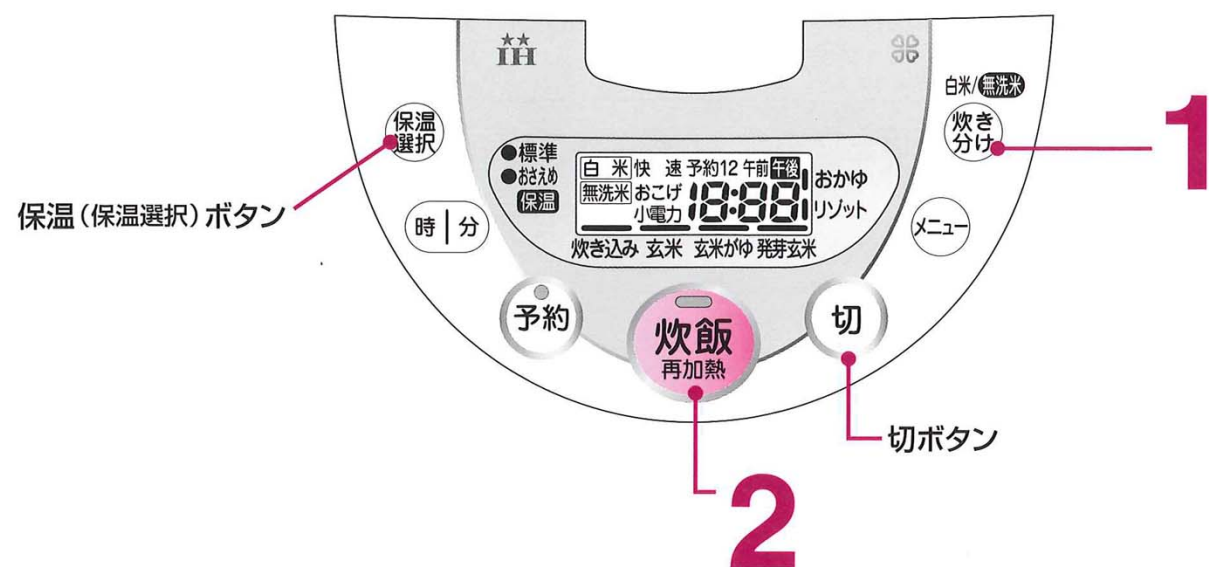 ★★
IH
白米/無洗米
炊き
分け
1
保温
選択
●標準
●おさえめ
保温
白米 快速 予約12 午前 午後
無洗米 おこげ 18:88
小電力
おかゆ
リゾット
炊き込み 玄米 玄米がゆ 発芽玄米
保温(保温選択)ボタン
時 | 分
メニュー
予約
炊飯
再加熱
切
切ボタン
2